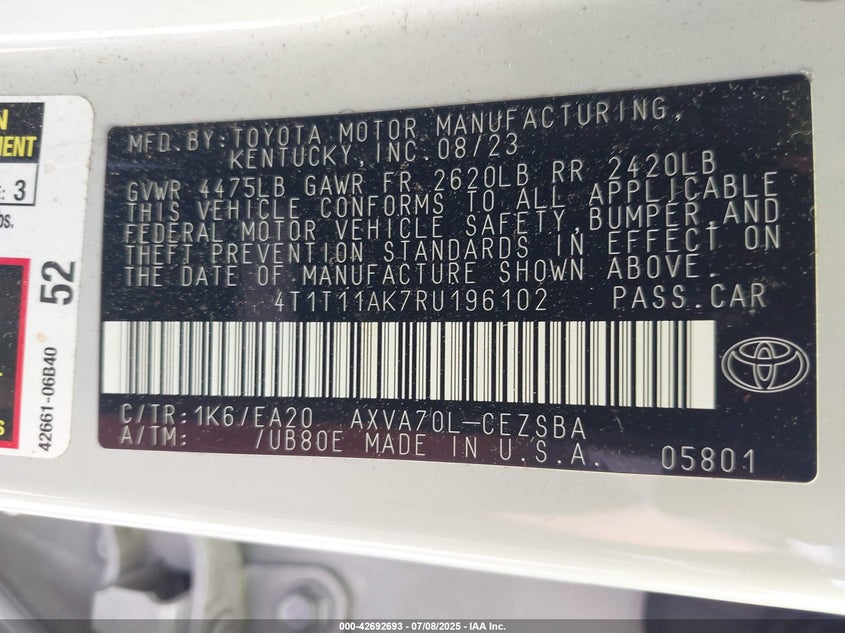 MFD.BY:TOYOTA MOTOR MANUFACTURING,
KENTUCKY,INC.08/23
GVWR 4475LB GAWR FR 2620LB RR 2420LB
THIS VEHICLE CONFORMS TO ALL APPLICABLE
FEDERAL MOTOR VEHICLE SAFETY,BUMPER,AND
THEFT PREVENTION STANDARDS IN EFFECT ON
THE DATE OF MANUFACTURE SHOWN ABOVE.
4T1T11AK7RU196102 PASS.CAR
C/TR:1K6/EA20 AXVA70L-CEZSBA
A/TM: /UB80E MADE IN U.S.A. 05801
MENT
: 3
52
42661-06B40
000-42692693 - 07/08/2025 - IAA Inc.